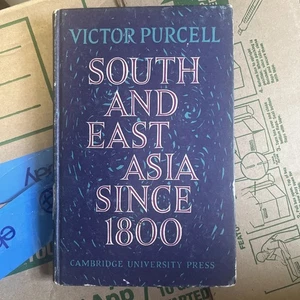 VICTOR PURCELL
SOUTH
AND
EAST
ASIA
SINCE
1800
CAMBRIDGE UNIVERSITY PRESS